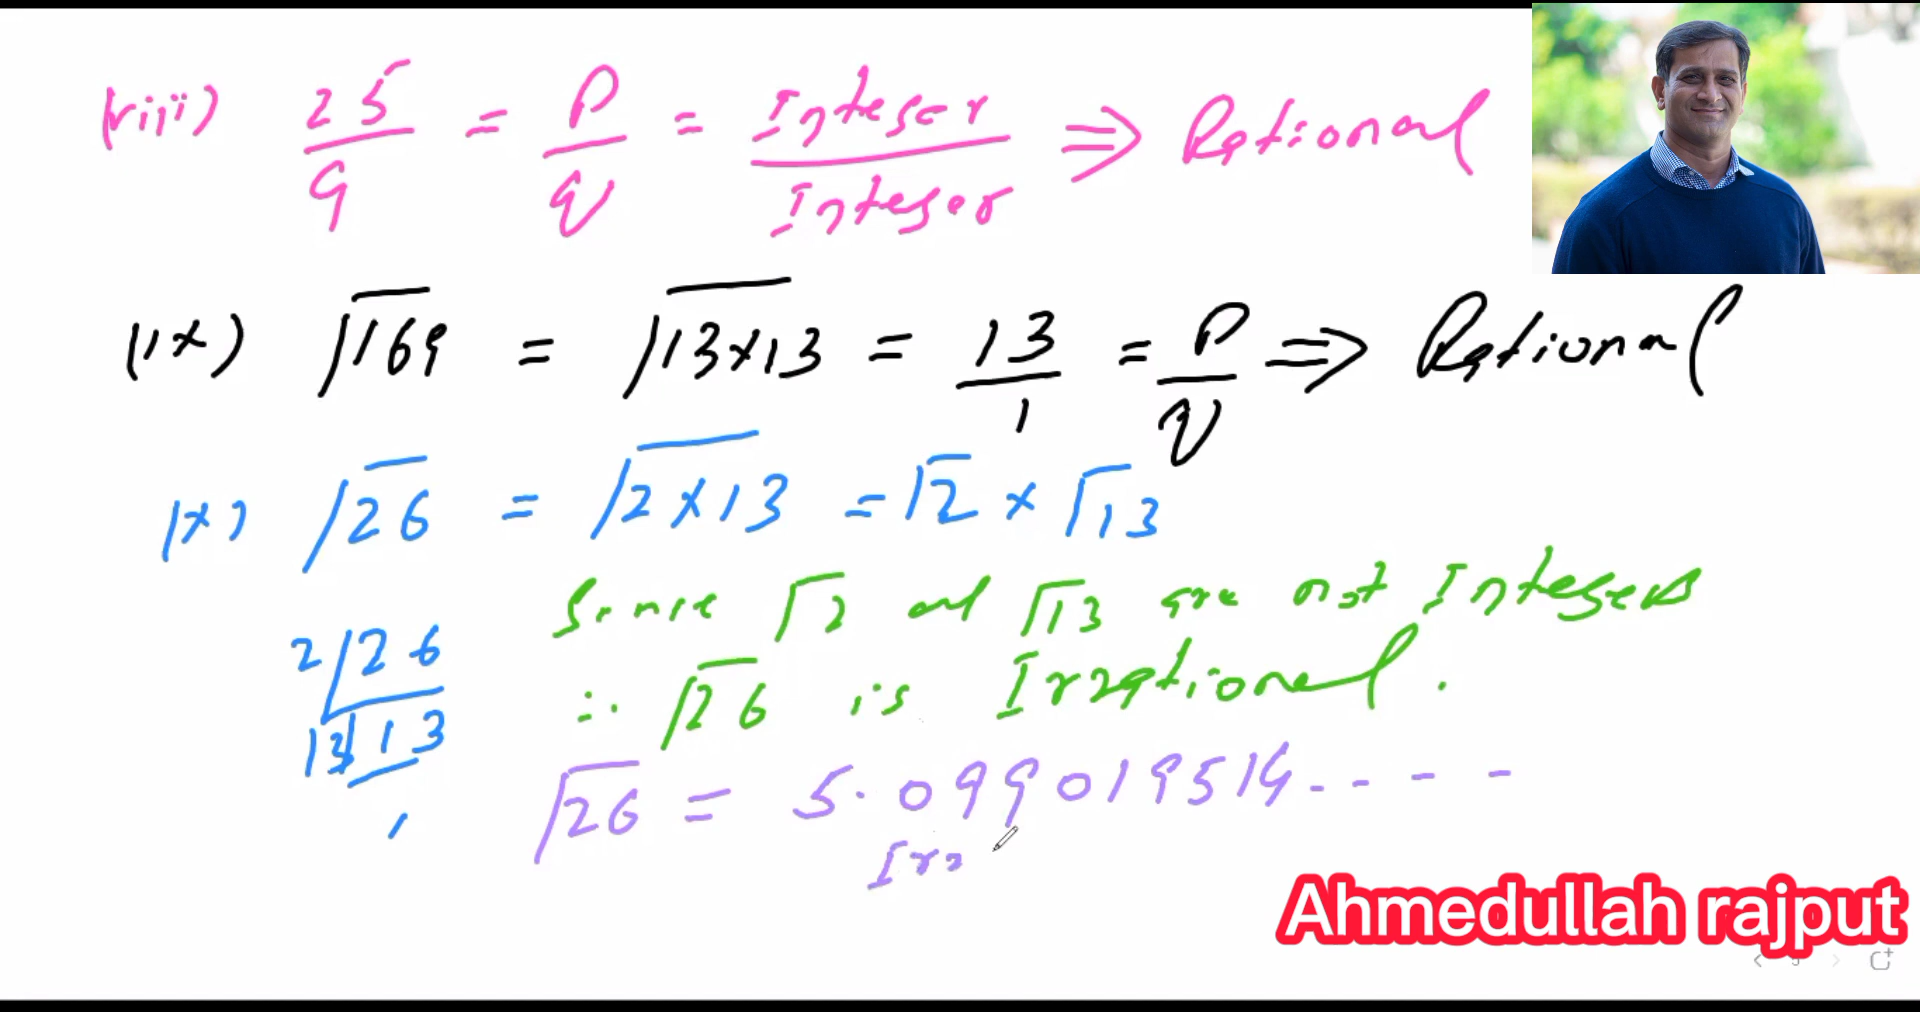 (viii) 25/9 = P/q = Integer/Integer ⇒ Rational
(ix) √169 = √13×13 = 13/1 = P/q ⇒ Rational
(x) √26 = √2×13 = √2 × √13
Since √2 and √13 are not Integers
2 | 26
∴ √26 is Irrational.
13 | 13
1
√26 = 5.099019514-----
Irr
Ahmedullah rajput